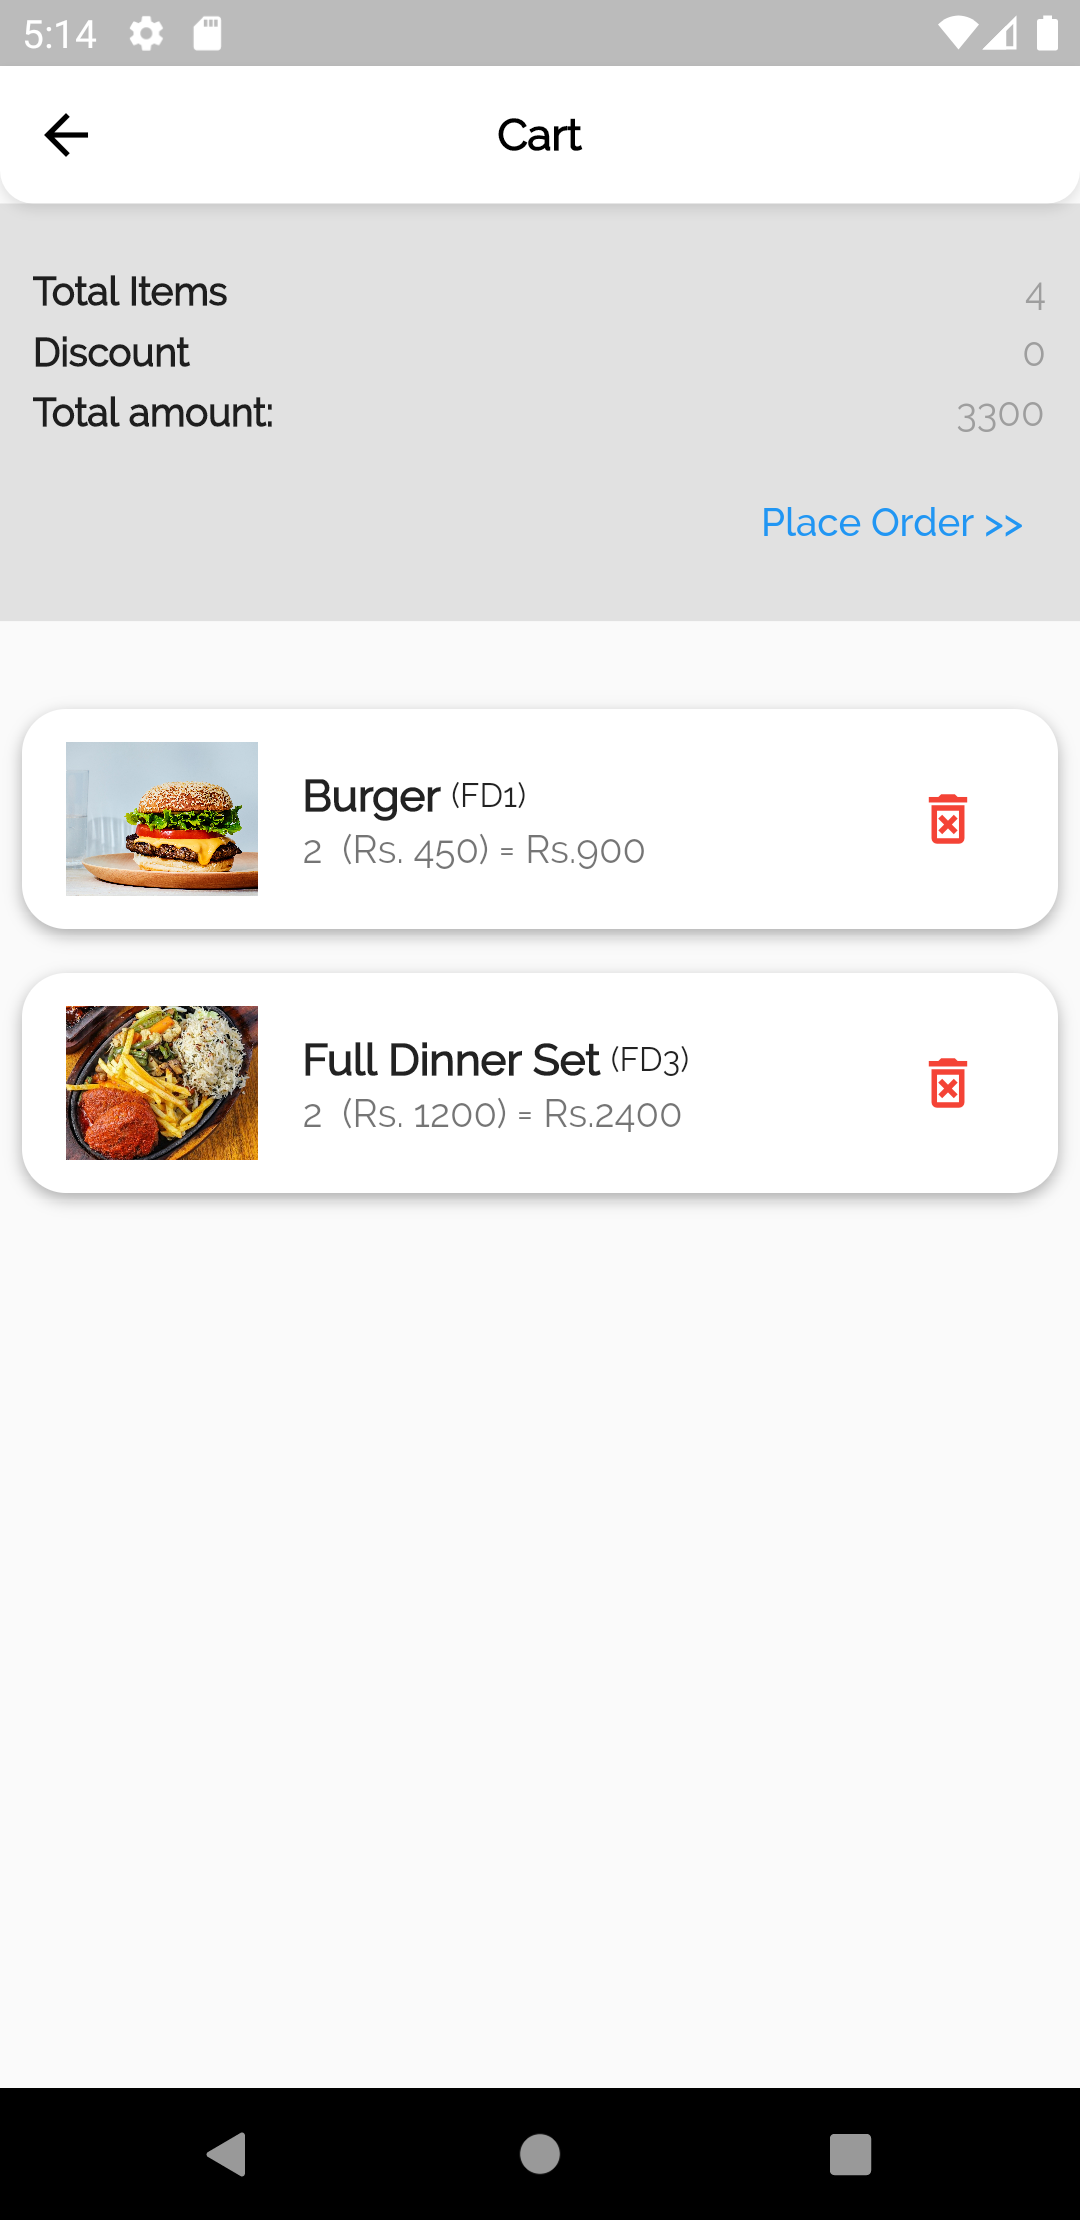 5:14
Cart
Total Items 4
Discount 0
Total amount: 3300
Place Order >>
Burger (FD1)
2 (Rs. 450) = Rs.900
Full Dinner Set (FD3)
2 (Rs. 1200) = Rs.2400